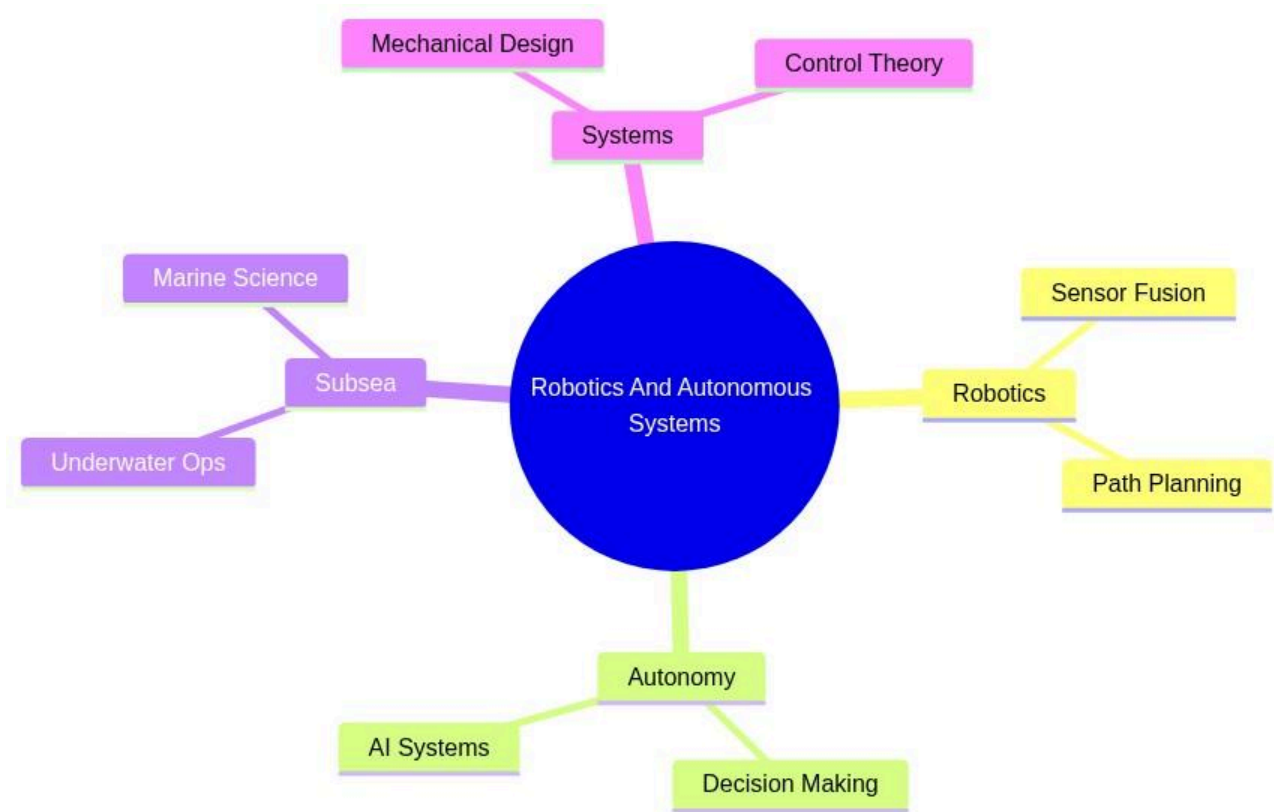 Mechanical Design
Control Theory
Systems
Marine Science
Sensor Fusion
Subsea
Robotics And Autonomous
Systems
Robotics
Underwater Ops
Path Planning
Autonomy
AI Systems
Decision Making